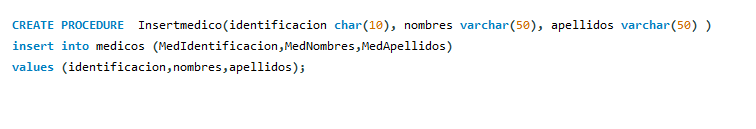 CREATE PROCEDURE  Insertmedico(identificacion char(10), nombres varchar(50), apellidos varchar(50) )
insert into medicos (MedIdentificacion,MedNombres,MedApellidos)
values (identificacion,nombres,apellidos);